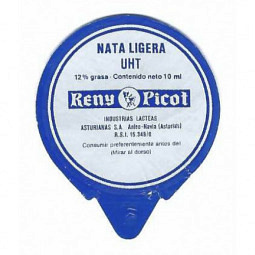 NATA LIGERA
UHT
12% grasa - Contenido neto 10 ml
Reny Picot
INDUSTRIAS LACTEAS
ASTURIANAS S.A. Anleo-Navia (Asturias)
R.S.I. 15.348/0
Consumir preferentemente antes del
(Mirar al dorso)